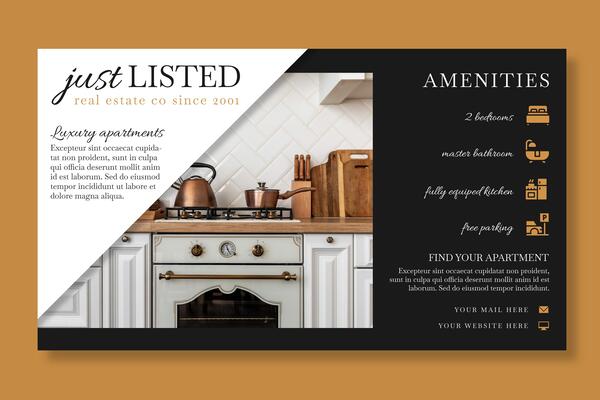 just LISTED
real estate co since 2001
Luxury apartments
Excepteur sint occaecat cupida-
tat non proident, sunt in culpa
qui officia deserunt mollit anim
id est laborum. Sed do eiusmod
tempor incididunt ut labore et
dolore magna aliqua.
AMENITIES
2 bedrooms
master bathroom
fully equiped kitchen
free parking
P
FIND YOUR APARTMENT
Excepteur sint occaecat cupidatat non proident,
sunt in culpa qui officia deserunt mollit anim id est
laborum. Sed do eiusmod tempor incididunt.
YOUR MAIL HERE
YOUR WEBSITE HERE